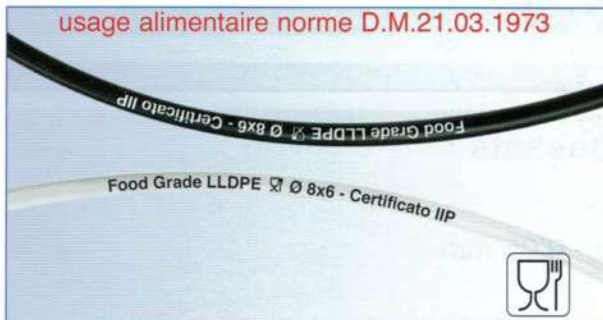 usage alimentaire norme D.M.21.03.1973
Food Grade LLDPE Ø 8x6 - Certificato IIP
Food Grade LLDPE Ø 8x6 - Certificato IIP